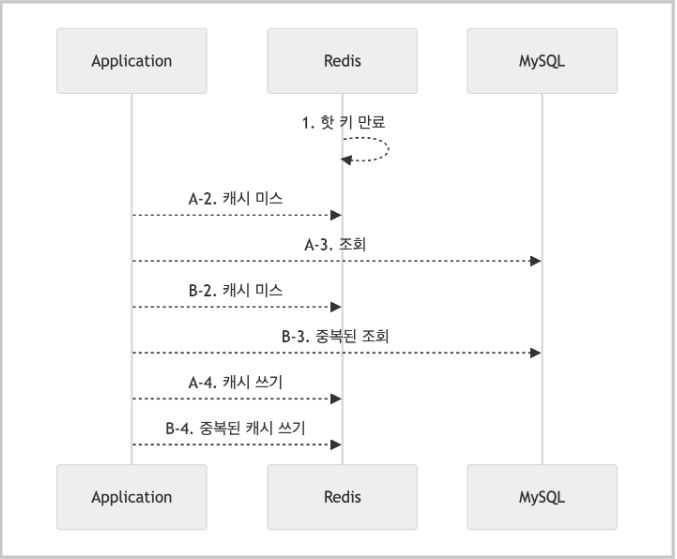 Application Redis MySQL
1. 핫 키 만료
A-2. 캐시 미스
A-3. 조회
B-2. 캐시 미스
B-3. 중복된 조회
A-4. 캐시 쓰기
B-4. 중복된 캐시 쓰기
Application Redis MySQL